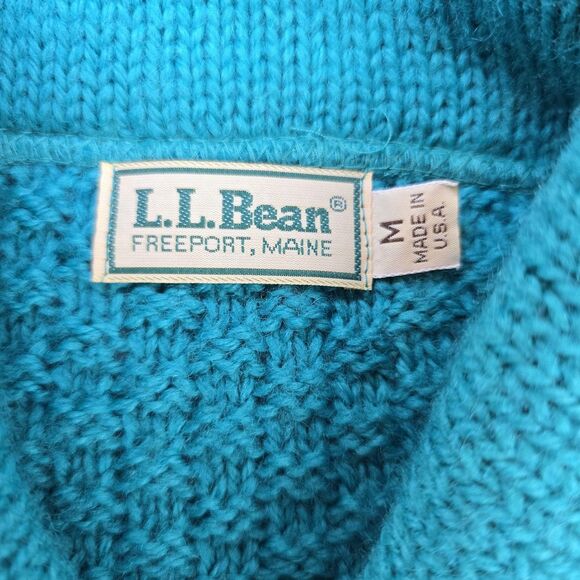 L.L.Bean®
FREEPORT, MAINE
M
MADE IN
U.S.A.